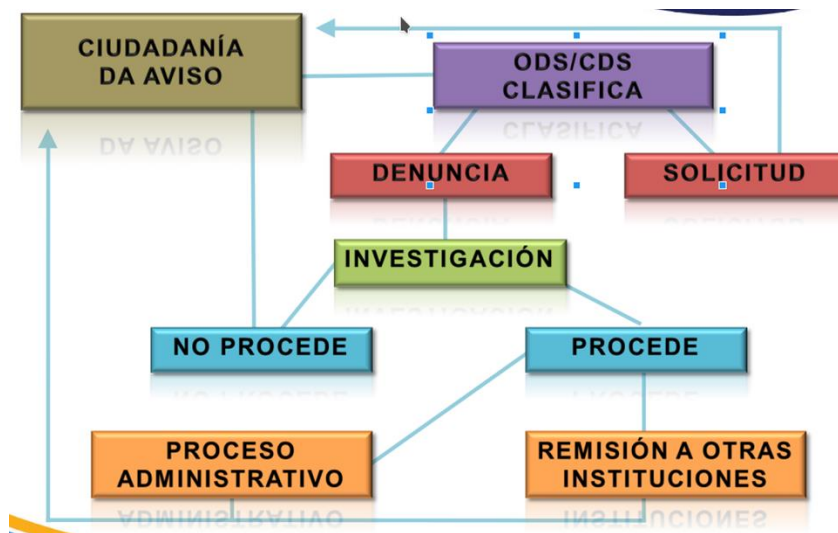 CIUDADANÍA
DA AVISO
ODS/CDS
CLASIFICA
DENUNCIA
SOLICITUD
INVESTIGACIÓN
NO PROCEDE
PROCEDE
PROCESO
ADMINISTRATIVO
REMISIÓN A OTRAS
INSTITUCIONES